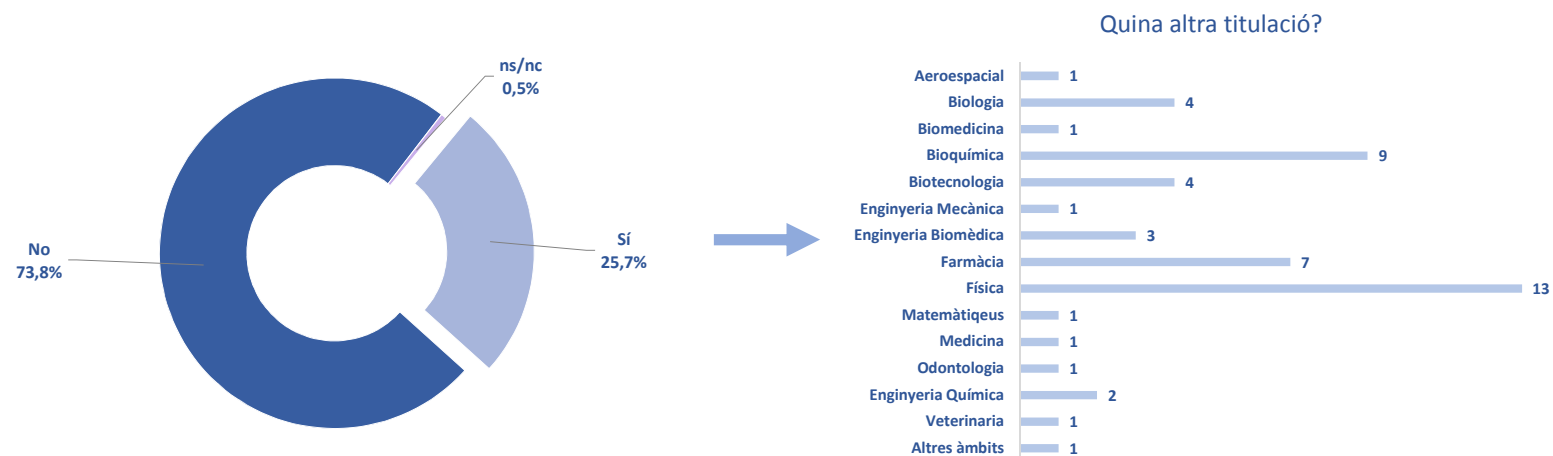 ns/nc
0,5%
No
73,8%
Sí
25,7%
Quina altra titulació?
Aeroespacial 1
Biologia 4
Biomedicina 1
Bioquímica 9
Biotecnologia 4
Enginyeria Mecànica 1
Enginyeria Biomèdica 3
Farmàcia 7
Física 13
Matemàtiqeus 1
Medicina 1
Odontologia 1
Enginyeria Química 2
Veterinaria 1
Altres àmbits 1